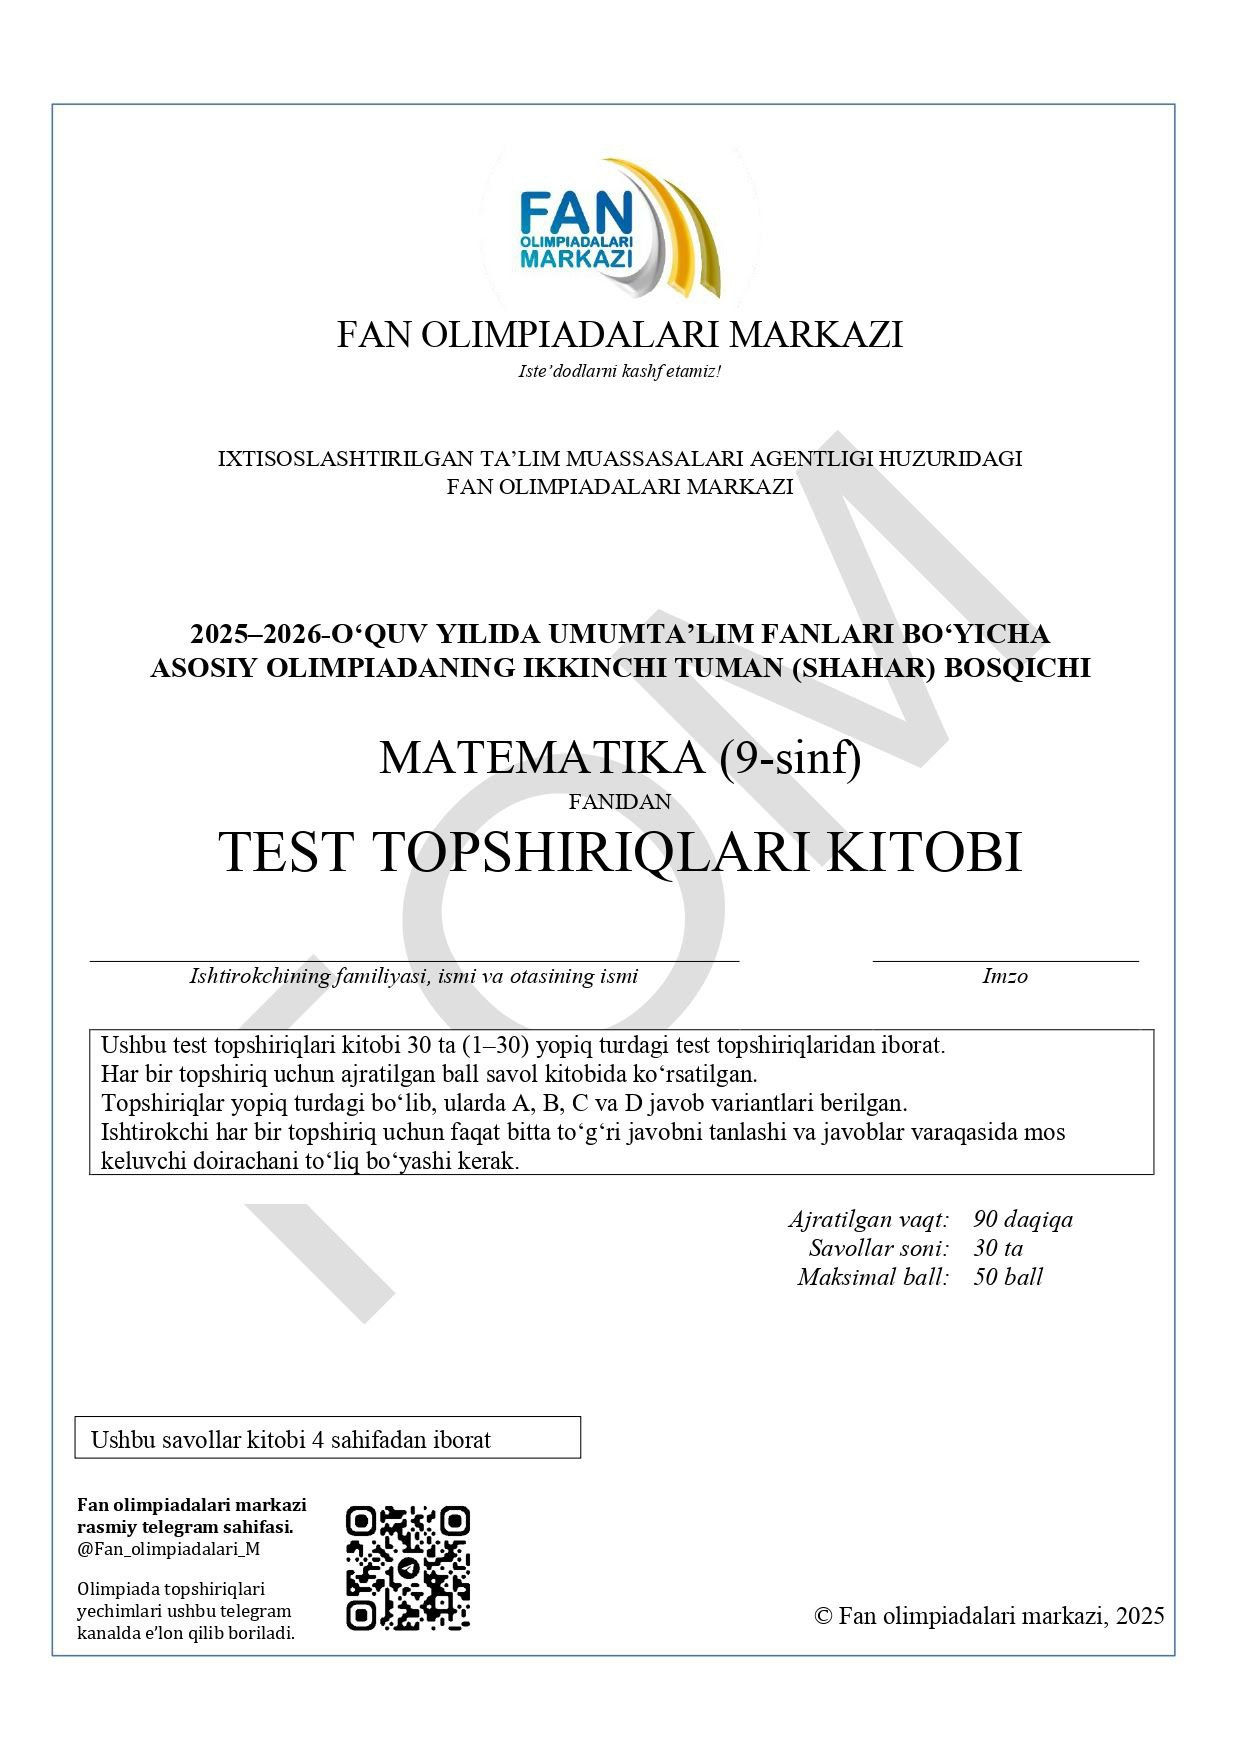 FAN
OLIMPIADALARI
MARKAZI
FAN OLIMPIADALARI MARKAZI
Iste’dodlarni kashf etamiz!
IXTISOSLASHTIRILGAN TA’LIM MUASSASALARI AGENTLIGI HUZURIDAGI
FAN OLIMPIADALARI MARKAZI
2025–2026-O‘QUV YILIDA UMUMTA’LIM FANLARI BO‘YICHA
ASOSIY OLIMPIADANING IKKINCHI TUMAN (SHAHAR) BOSQICHI
MATEMATIKA (9-sinf)
FANIDAN
TEST TOPSHIRIQLARI KITOBI
Ishtirokchining familiyasi, ismi va otasining ismi
Imzo
Ushbu test topshiriqlari kitobi 30 ta (1–30) yopiq turdagi test topshiriqlaridan iborat.
Har bir topshiriq uchun ajratilgan ball savol kitobida ko‘rsatilgan.
Topshiriqlar yopiq turdagi bo‘lib, ularda A, B, C va D javob variantlari berilgan.
Ishtirokchi har bir topshiriq uchun faqat bitta to‘g‘ri javobni tanlashi va javoblar varaqasida mos
keluvchi doirachani to‘liq bo‘yashi kerak.
Ajratilgan vaqt: 90 daqiqa
Savollar soni: 30 ta
Maksimal ball: 50 ball
Ushbu savollar kitobi 4 sahifadan iborat
Fan olimpiadalari markazi
rasmiy telegram sahifasi.
@Fan_olimpiadalari_M
Olimpiada topshiriqlari
yechimlari ushbu telegram
kanalda e’lon qilib boriladi.
© Fan olimpiadalari markazi, 2025
FOM